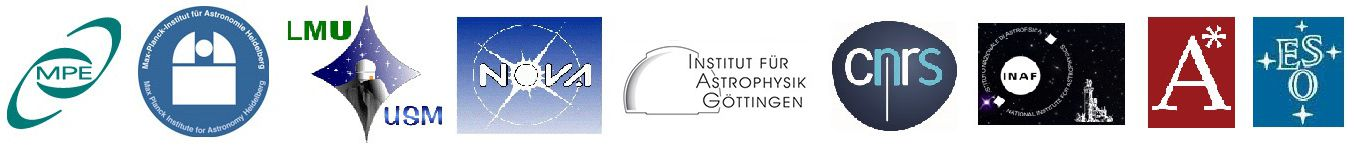 MPE
Max-Planck-Institut für Astronomie Heidelberg
Max Planck Institute for Astronomy Heidelberg
LMU
USM
NOVA
INSTITUT FÜR
ASTROPHYSIK
GÖTTINGEN
cnrs
ISTITUTO NAZIONALE DI ASTROFISICA
INAF
NATIONAL INSTITUTE FOR ASTROPHYSICS
A*
ESO